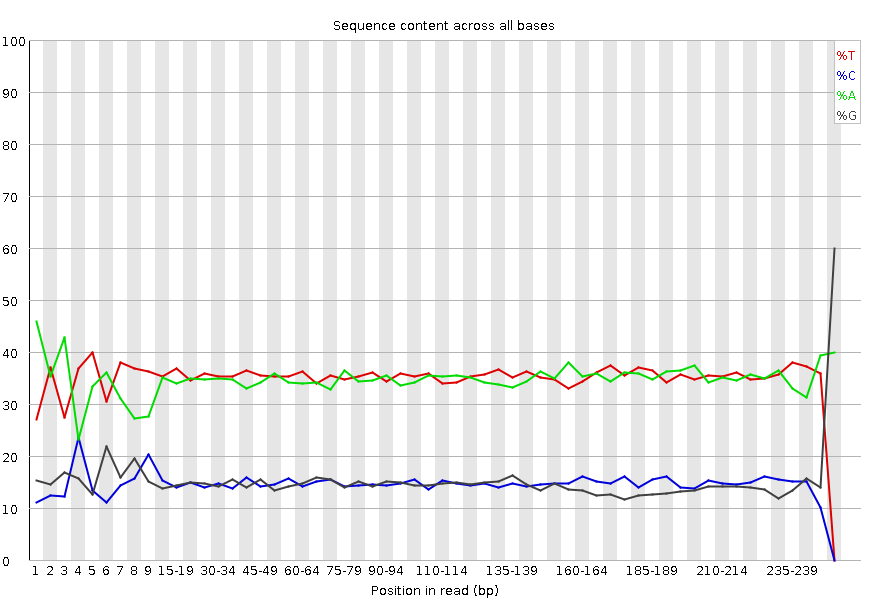 Sequence content across all bases
100
90
80
70
60
50
40
30
20
10
0
%T
%C
%A
%G
1 2 3 4 5 6 7 8 9 15-19 30-34 45-49 60-64 75-79 90-94 110-114 135-139 160-164 185-189 210-214 235-239
Position in read (bp)